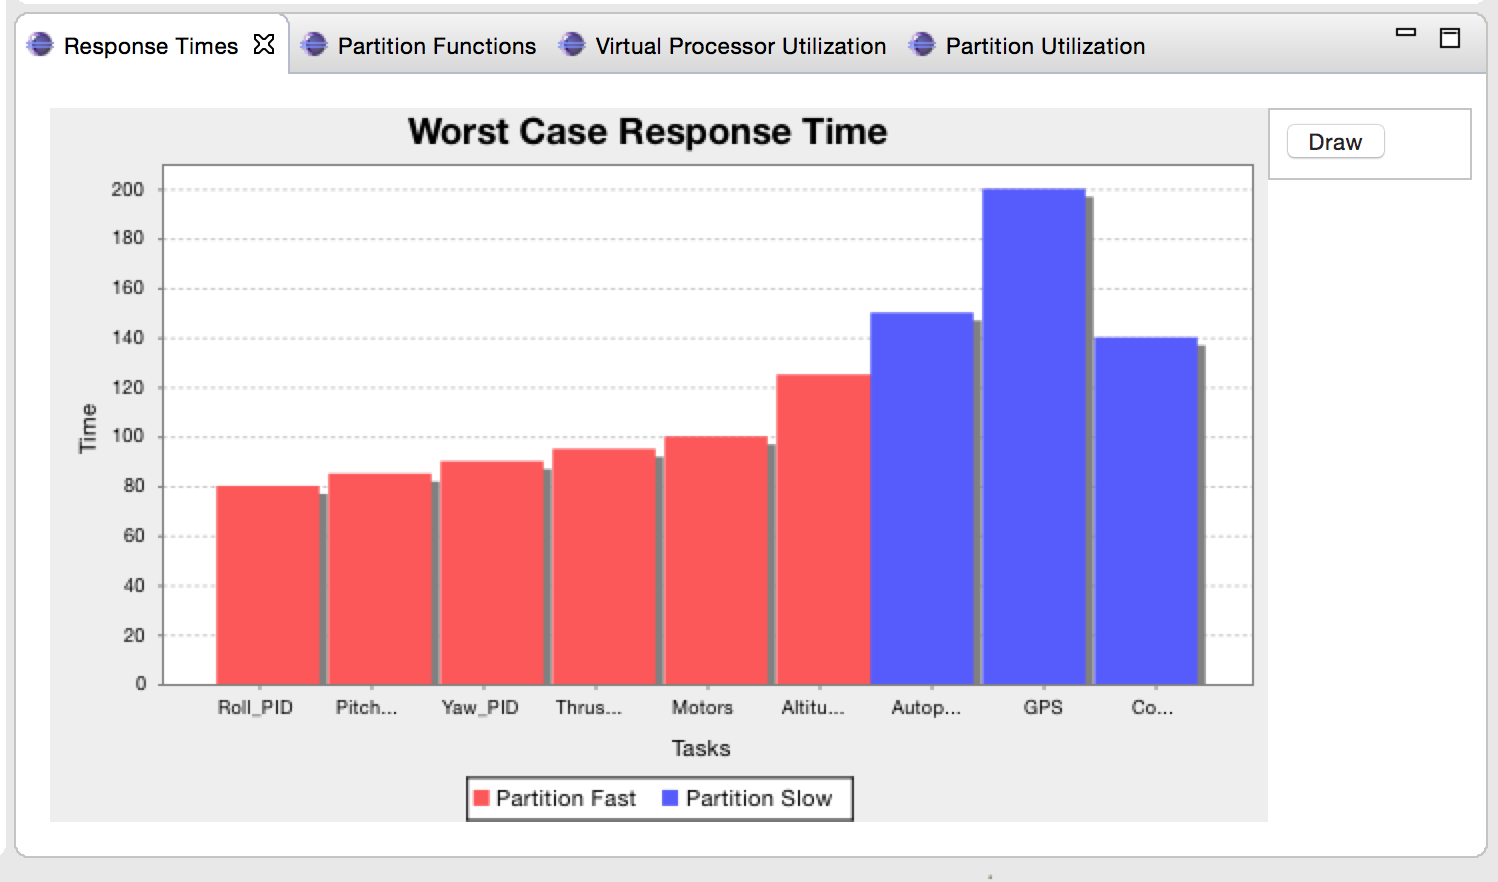 Response Times Partition Functions Virtual Processor Utilization Partition Utilization
Worst Case Response Time
Draw
200
180
160
140
120
100
80
60
40
20
0
Time
Roll_PID Pitch... Yaw_PID Thrus... Motors Altitu... Autop... GPS Co...
Tasks
Partition Fast Partition Slow